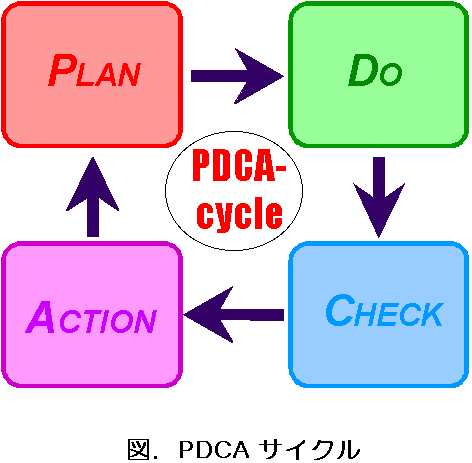 PLAN
DO
PDCA-
cycle
ACTION
CHECK
図．PDCA サイクル